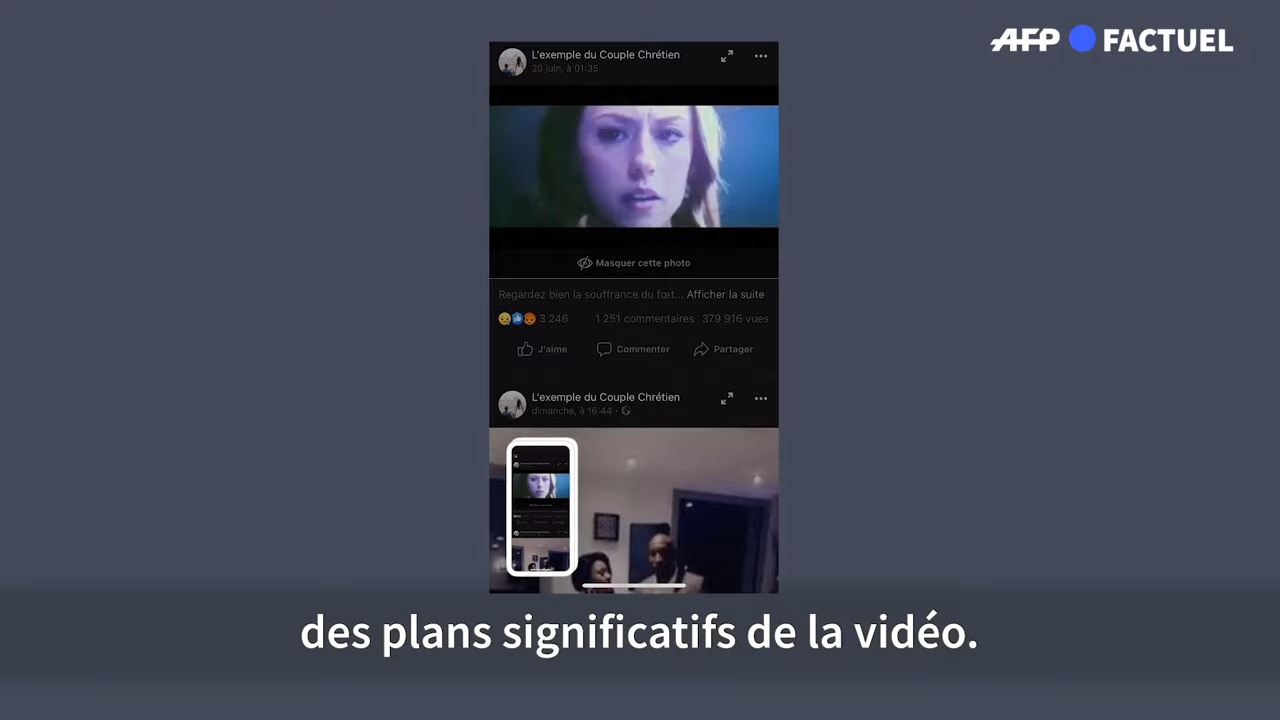 AFP FACTUEL
L'exemple du Couple Chrétien
20 juin, à 01:35
Masquer cette photo
Regardez bien la souffrance du fœt... Afficher la suite
3 246 1 251 commentaires 379 916 vues
J'aime Commenter Partager
L'exemple du Couple Chrétien
dimanche, à 16:44 ·
des plans significatifs de la vidéo.